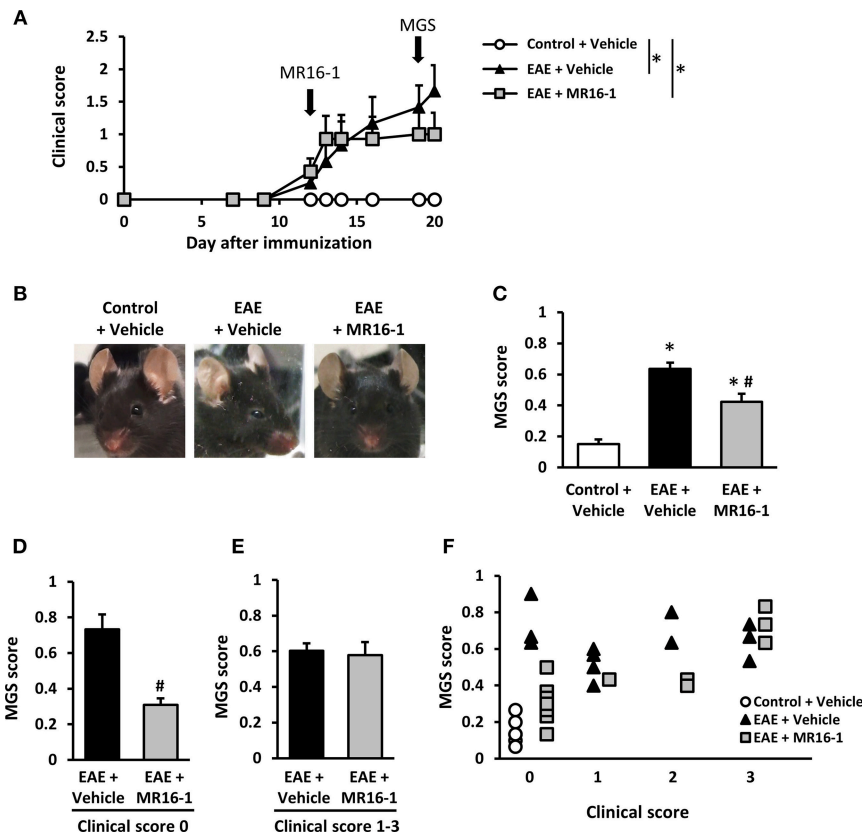 A
MGS
MR16-1
Clinical score
2.5
2
1.5
1
0.5
0
0 5 10 15 20
Day after immunization
Control + Vehicle
EAE + Vehicle
EAE + MR16-1
*
*
B
Control
+ Vehicle
EAE
+ Vehicle
EAE
+ MR16-1
C
MGS score
1
0.8
0.6
0.4
0.2
0
*
* #
Control +
Vehicle
EAE +
Vehicle
EAE +
MR16-1
D
MGS score
1
0.8
0.6
0.4
0.2
0
#
EAE +
Vehicle
EAE +
MR16-1
Clinical score 0
E
MGS score
1
0.8
0.6
0.4
0.2
0
EAE +
Vehicle
EAE +
MR16-1
Clinical score 1-3
F
MGS score
1
0.8
0.6
0.4
0.2
0
0 1 2 3
Clinical score
Control + Vehicle
EAE + Vehicle
EAE + MR16-1